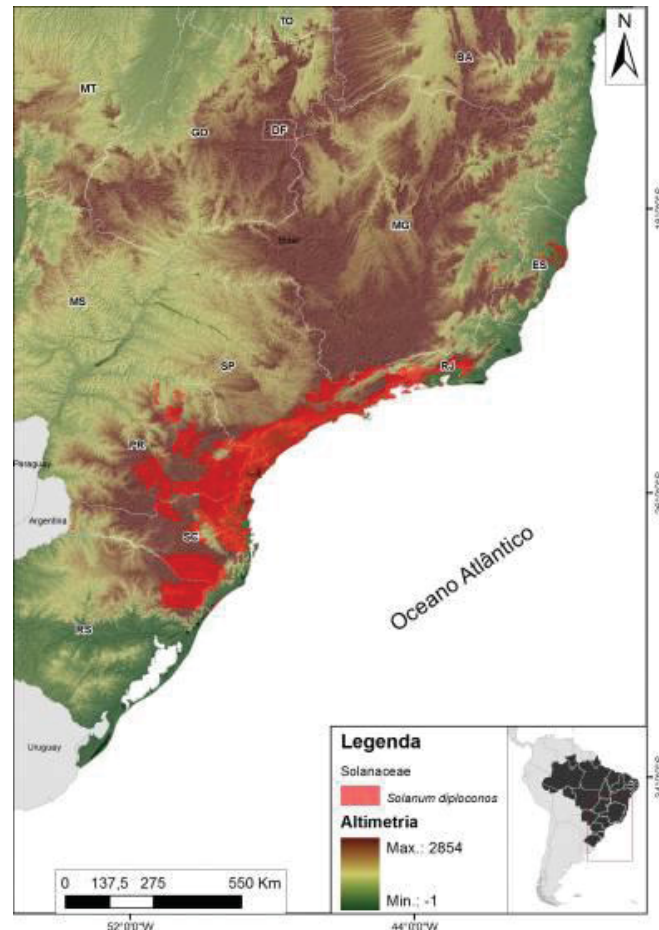 N
TO
BA
MT
GO
DF
MG
ES
MS
SP
RJ
PR
Paraguay
Argentina
SC
Oceano Atlântico
RS
Uruguay
Legenda
Solanaceae
Solanum diploconos
Altimetria
Max.: 2854
Min.: -1
0 137,5 275 550 Km
52°0'0"W
44°0'0"W